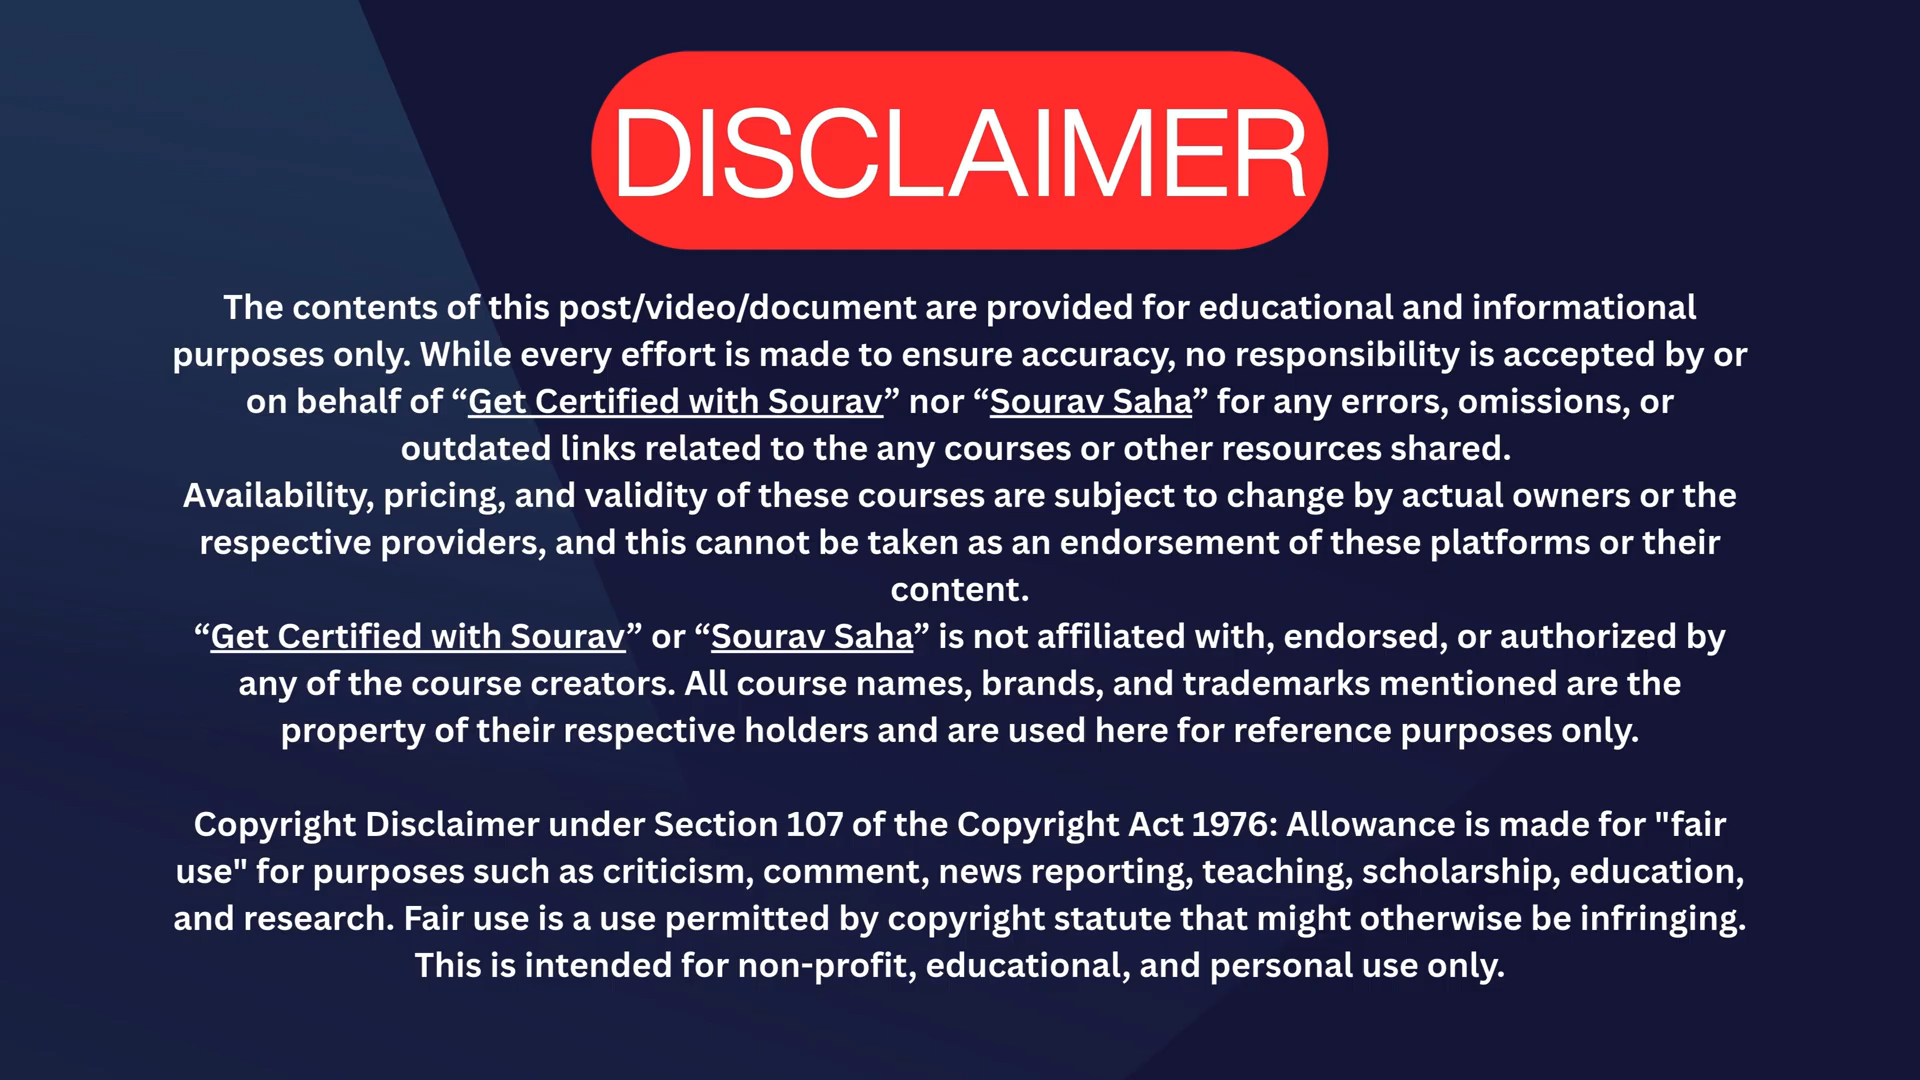 DISCLAIMER
The contents of this post/video/document are provided for educational and informational
purposes only. While every effort is made to ensure accuracy, no responsibility is accepted by or
on behalf of “Get Certified with Sourav” nor “Sourav Saha” for any errors, omissions, or
outdated links related to the any courses or other resources shared.
Availability, pricing, and validity of these courses are subject to change by actual owners or the
respective providers, and this cannot be taken as an endorsement of these platforms or their
content.
“Get Certified with Sourav” or “Sourav Saha” is not affiliated with, endorsed, or authorized by
any of the course creators. All course names, brands, and trademarks mentioned are the
property of their respective holders and are used here for reference purposes only.
Copyright Disclaimer under Section 107 of the Copyright Act 1976: Allowance is made for "fair
use" for purposes such as criticism, comment, news reporting, teaching, scholarship, education,
and research. Fair use is a use permitted by copyright statute that might otherwise be infringing.
This is intended for non-profit, educational, and personal use only.